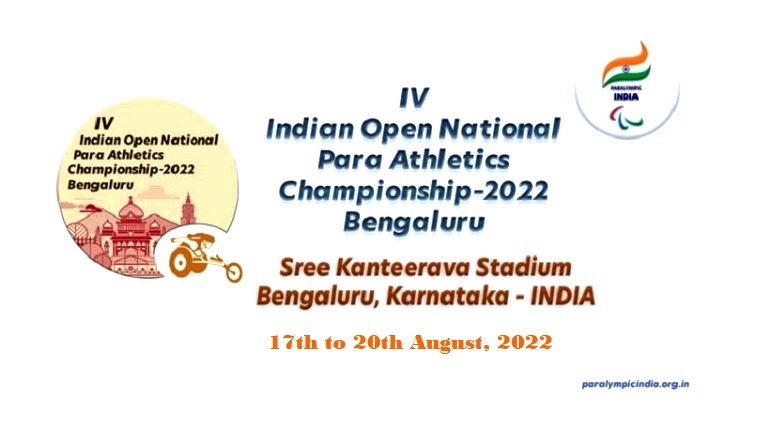 IV
Indian Open National
Para Athletics
Championship-2022
Bengaluru
PARALYMPIC
INDIA
IV
Indian Open National
Para Athletics
Championship-2022
Bengaluru
Sree Kanteerava Stadium
Bengaluru, Karnataka - INDIA
17th to 20th August, 2022
paralympicindia.org.in